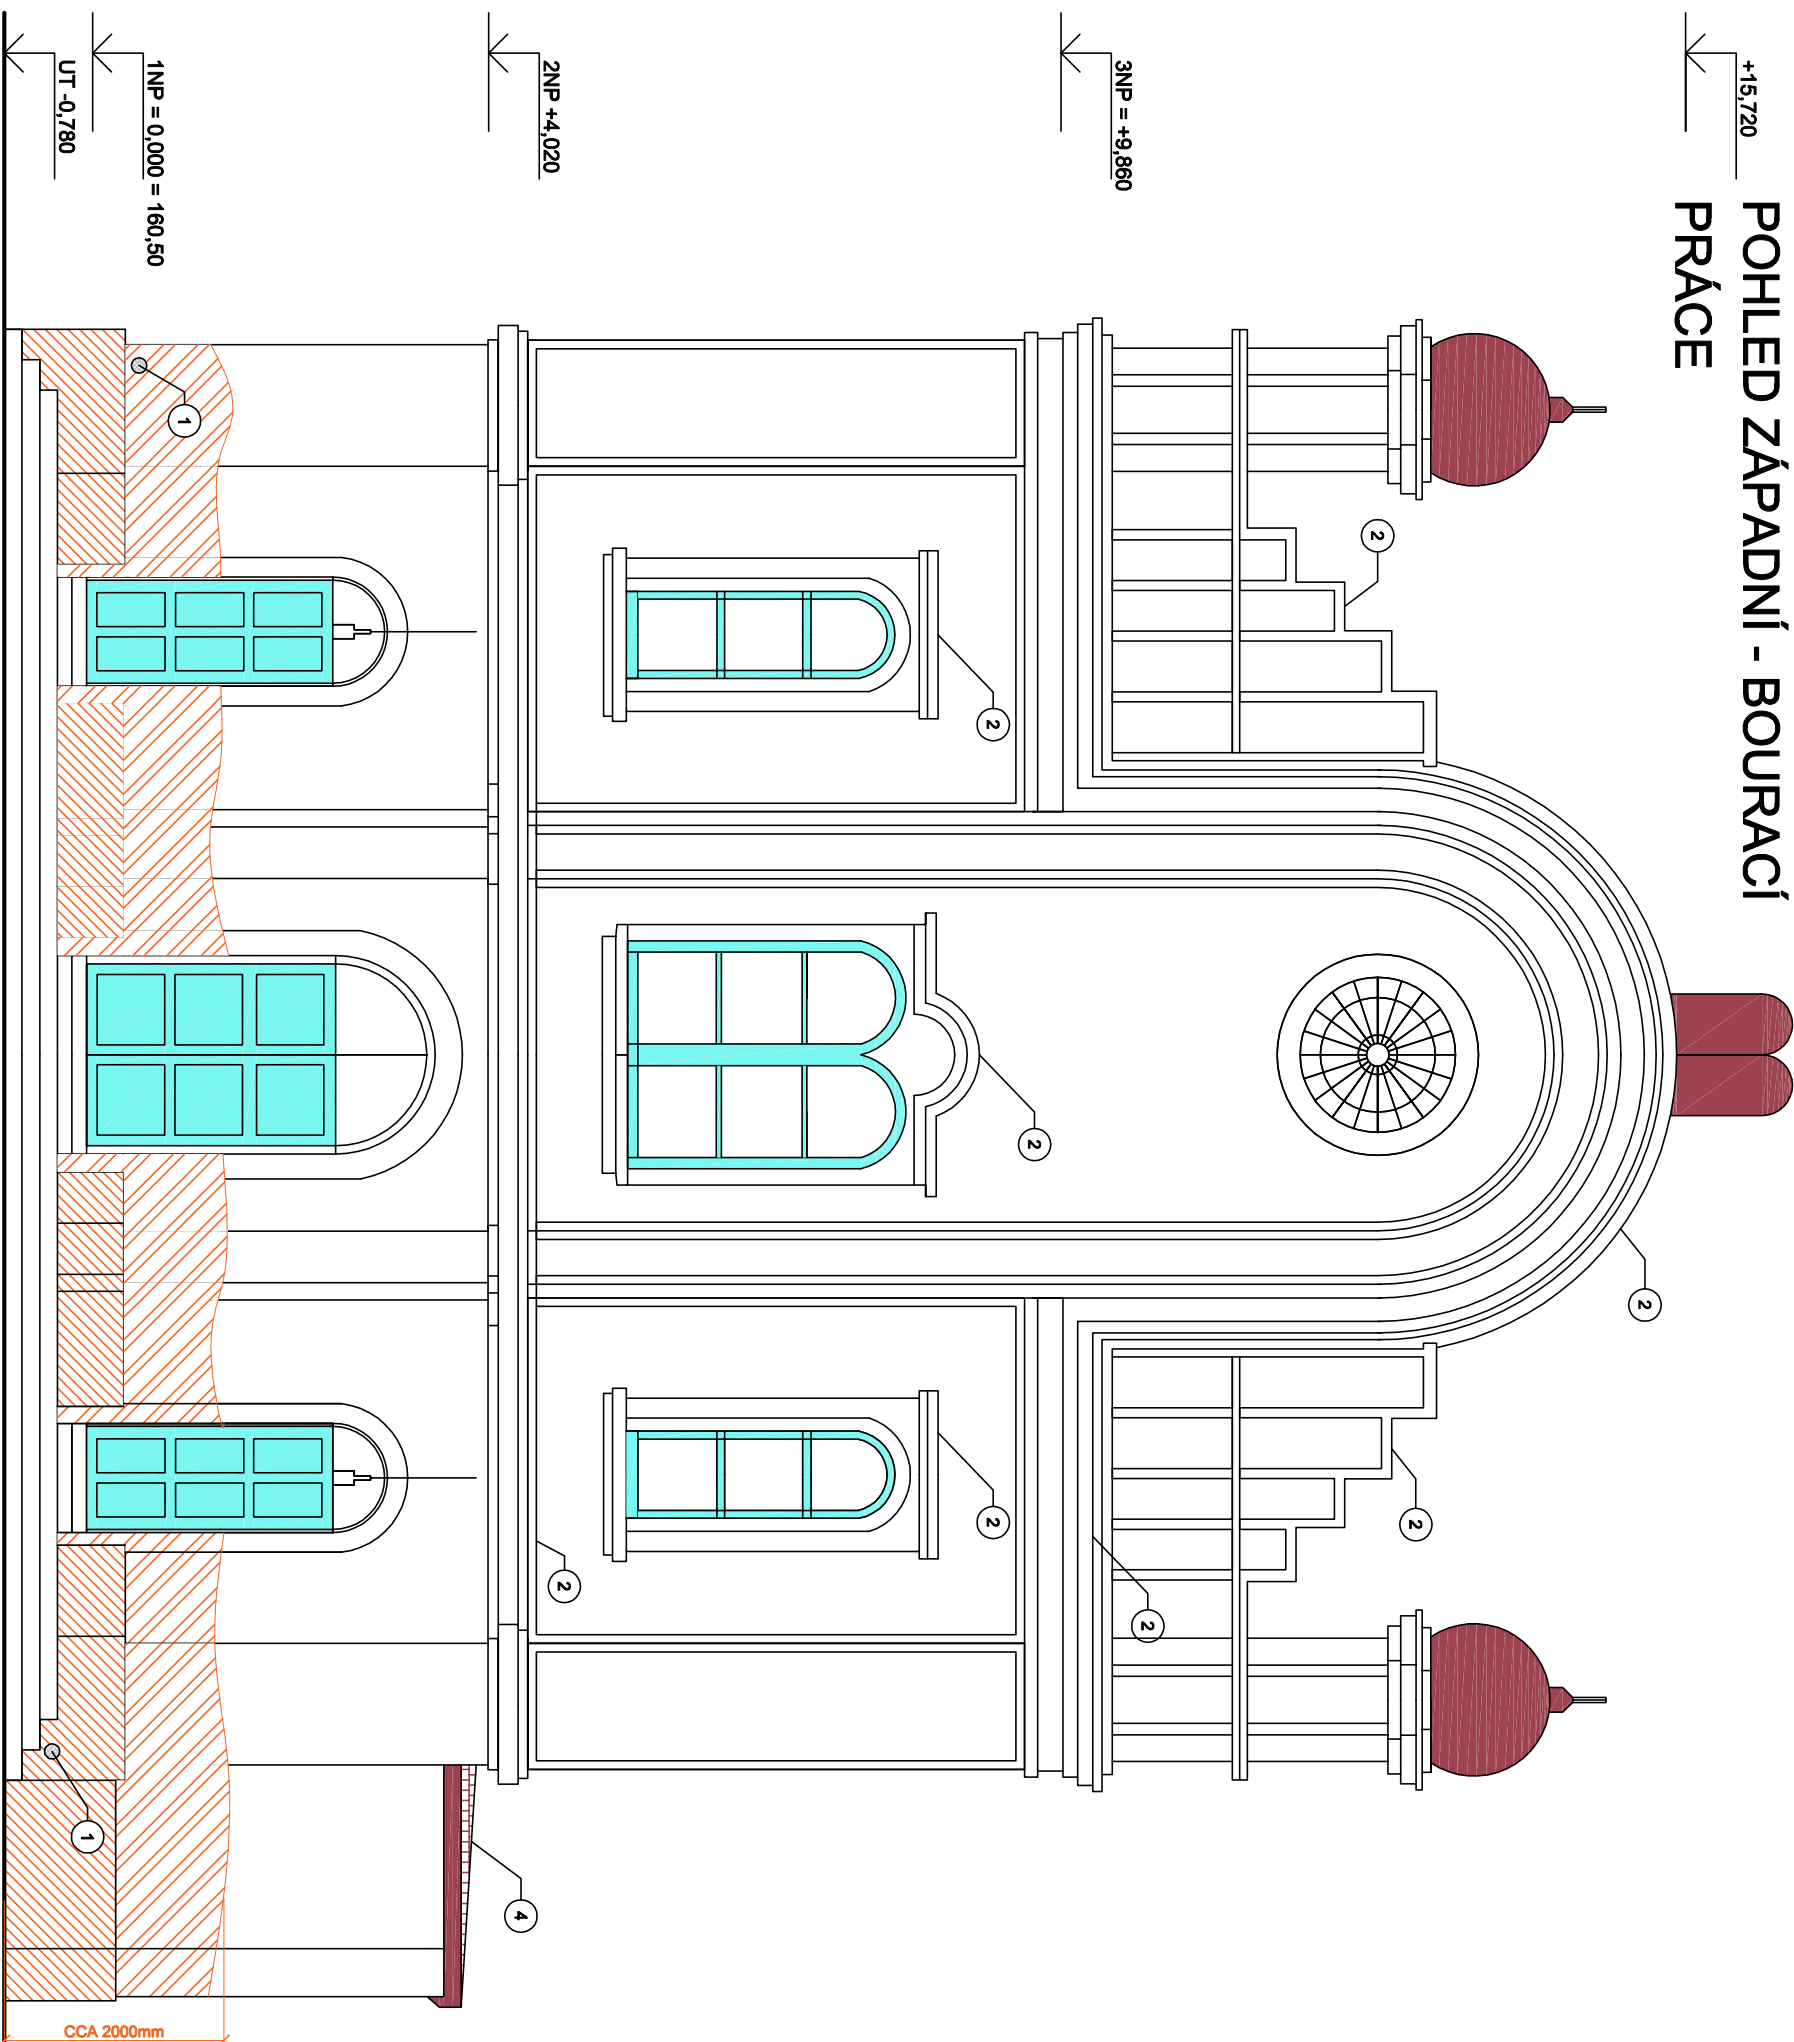 POHLED ZÁPADNÍ - BOURACÍ
PRÁCE
+15,720
3NP = +9,860
2NP +4,020
1NP = 0,000 = 160,50
UT -0,780
2
2
2
2
2
2
2
2
2
4
1
1
CCA 2000mm